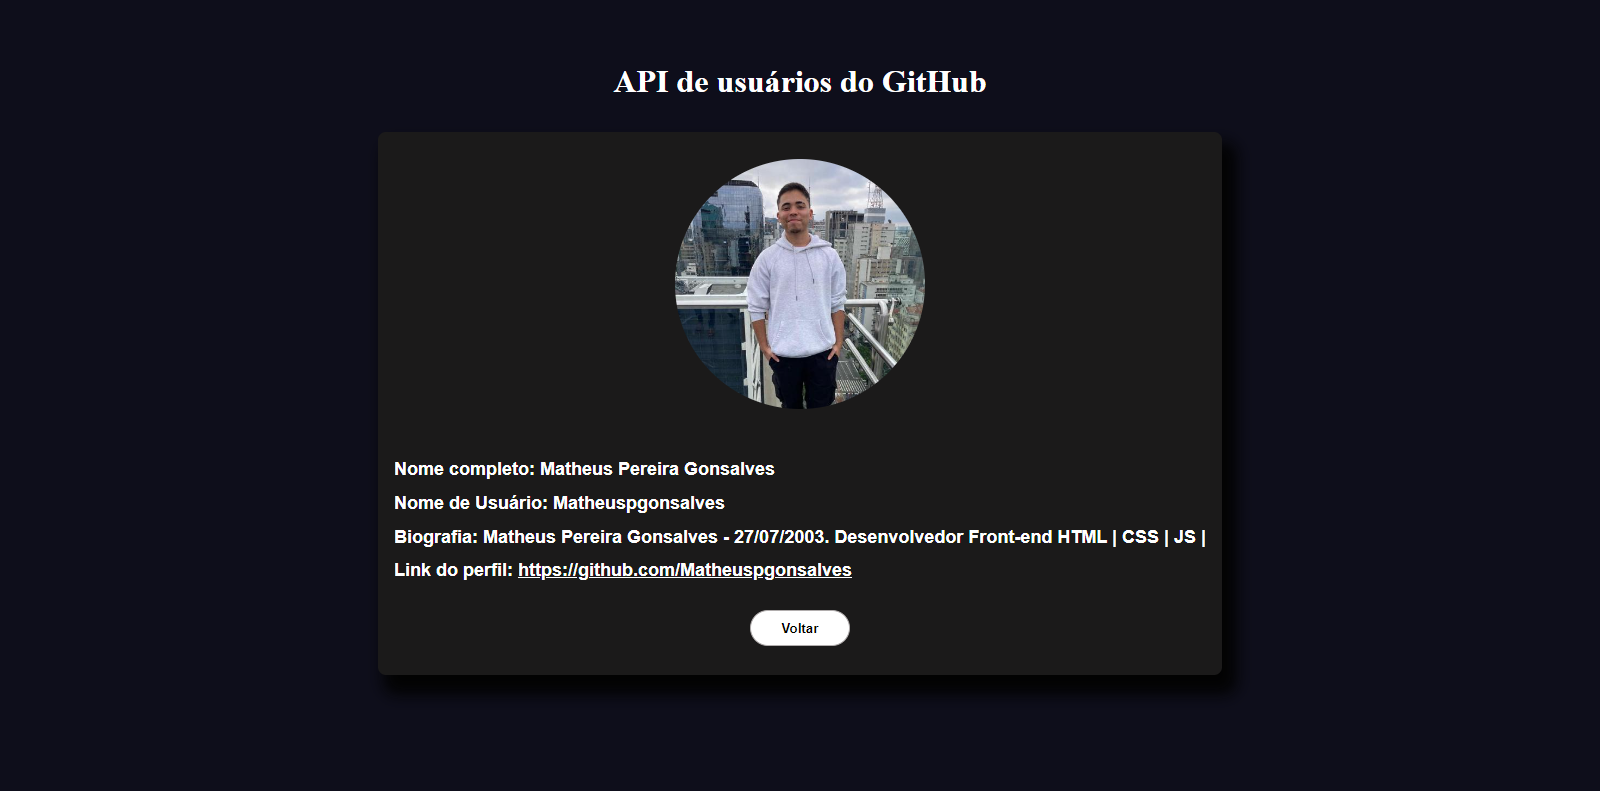 API de usuários do GitHub
Nome completo: Matheus Pereira Gonsalves
Nome de Usuário: Matheuspgonsalves
Biografia: Matheus Pereira Gonsalves - 27/07/2003. Desenvolvedor Front-end HTML | CSS | JS |
Link do perfil: https://github.com/Matheuspgonsalves
Voltar